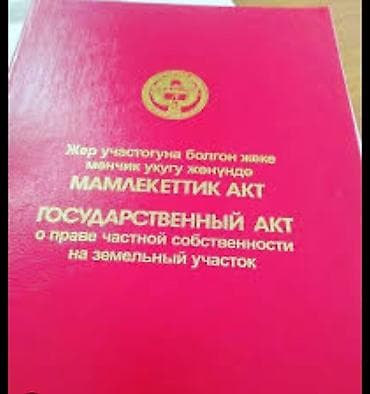 Жер участогуна болгон жеке
менчик укугу жөнүндө
МАМЛЕКЕТТИК АКТ
ГОСУДАРСТВЕННЫЙ АКТ
о праве частной собственности
на земельный участок